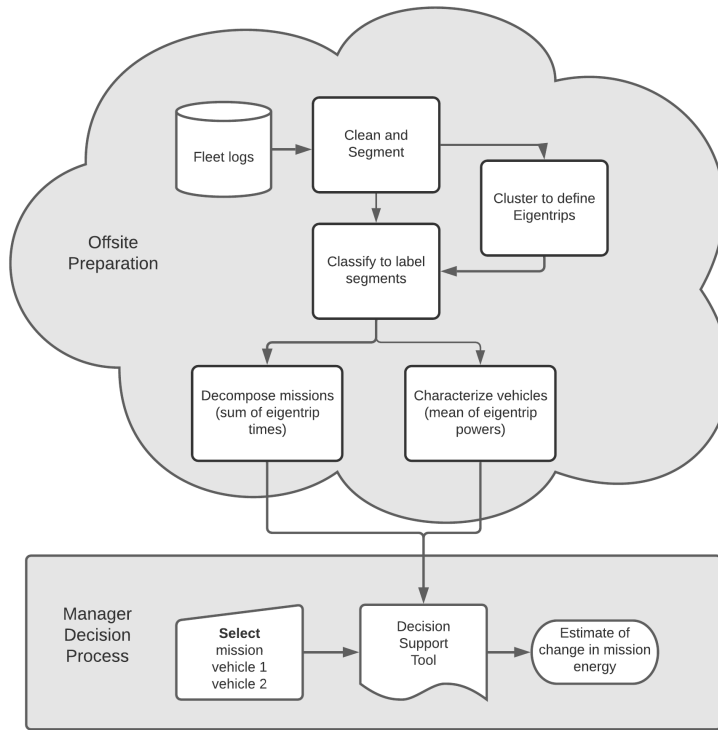 Fleet logs
Clean and
Segment
Cluster to define
Eigentrips
Offsite
Preparation
Classify to label
segments
Decompose missions
(sum of eigentrip
times)
Characterize vehicles
(mean of eigentrip
powers)
Manager
Decision
Process
Select
mission
vehicle 1
vehicle 2
Decision
Support
Tool
Estimate of
change in mission
energy